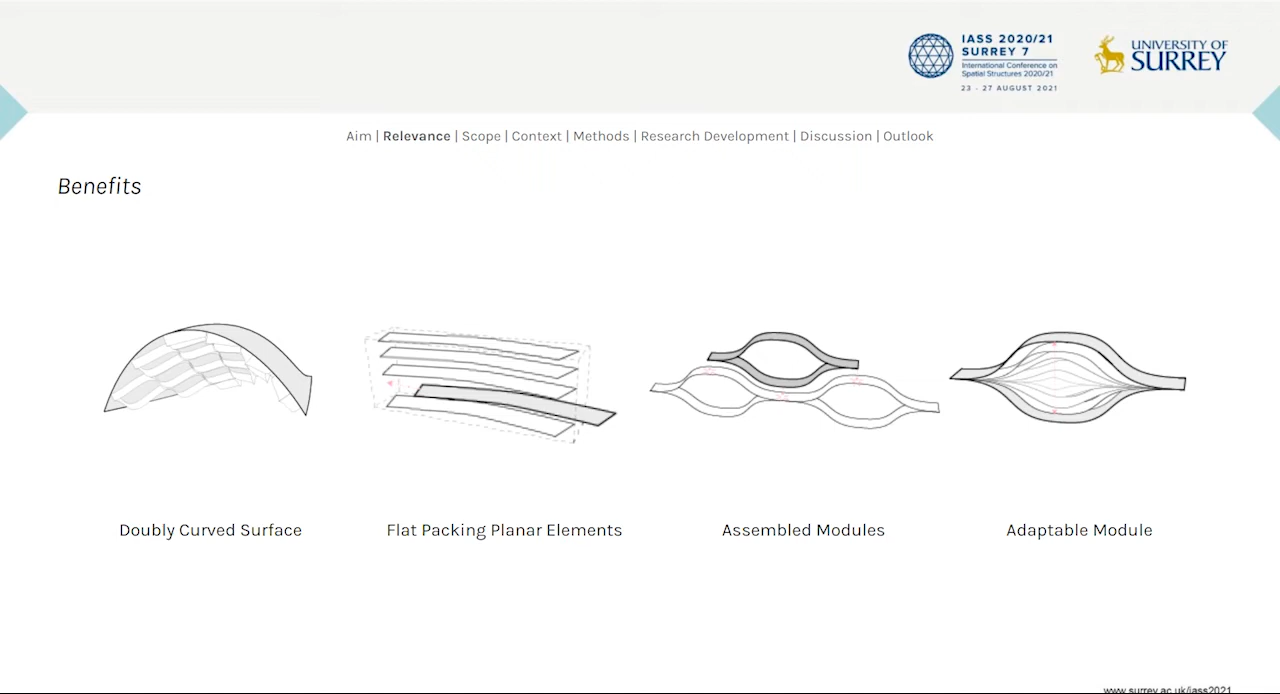 IASS 2020/21
SURREY 7
International Conference on
Spatial Structures 2020/21
23 - 27 AUGUST 2021
UNIVERSITY OF
SURREY
Aim | Relevance | Scope | Context | Methods | Research Development | Discussion | Outlook
Benefits
Doubly Curved Surface
Flat Packing Planar Elements
Assembled Modules
Adaptable Module
www.surrey.ac.uk/iass2021